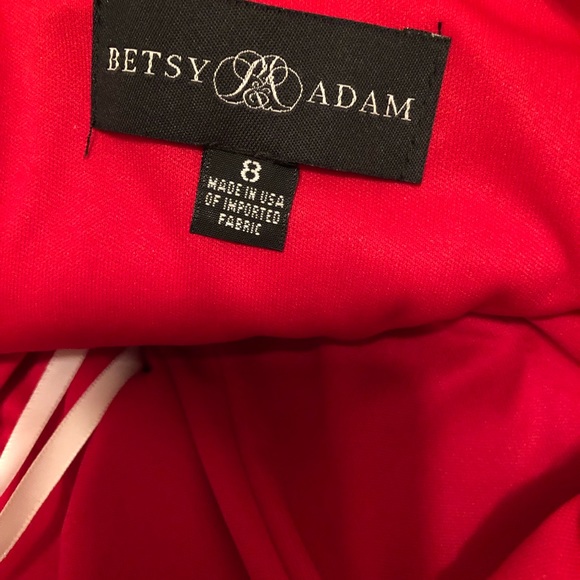 BETSY & ADAM
8
MADE IN USA
OF IMPORTED
FABRIC